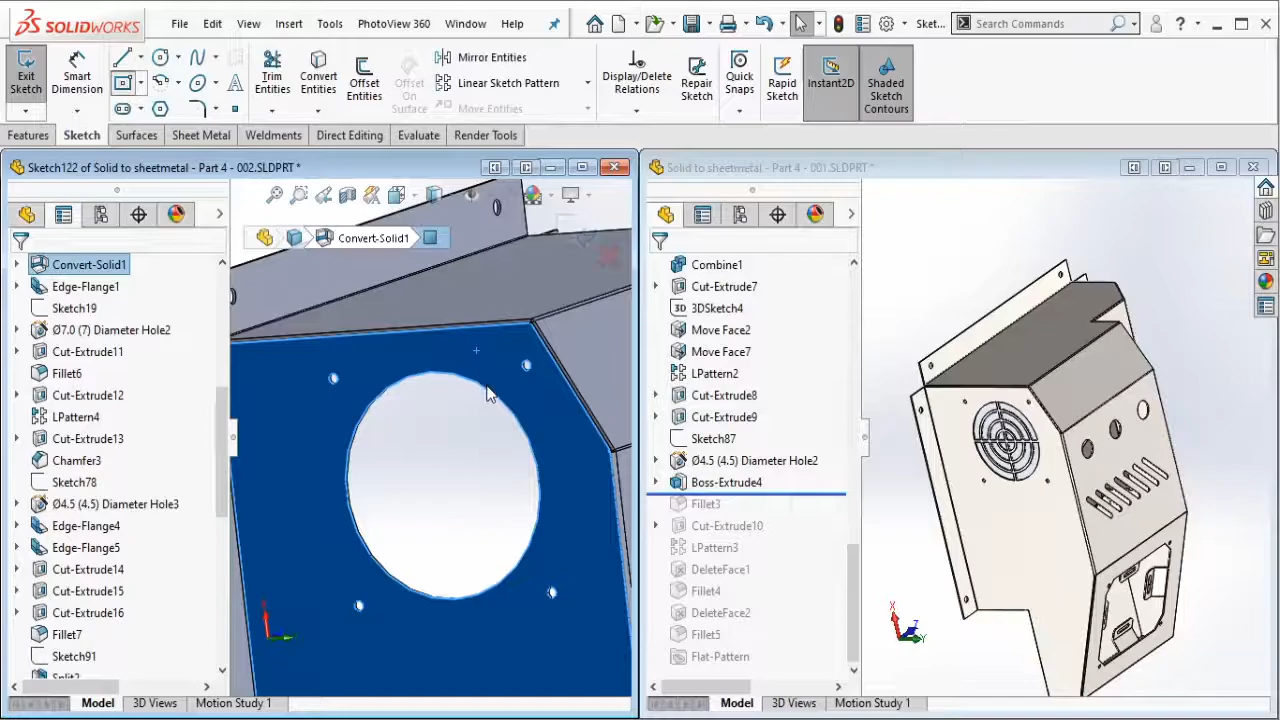 SOLIDWORKS
File Edit View Insert Tools PhotoView 360 Window Help
Sket...
Search Commands
Exit Sketch
Smart Dimension
Trim Entities
Convert Entities
Offset Entities
Offset On Surface
Mirror Entities
Linear Sketch Pattern
Move Entities
Display/Delete Relations
Repair Sketch
Quick Snaps
Rapid Sketch
Instant2D
Shaded Sketch Contours
Features Sketch Surfaces Sheet Metal Weldments Direct Editing Evaluate Render Tools
Sketch122 of Solid to sheetmetal - Part 4 - 002.SLDPRT *
Convert-Solid1
Convert-Solid1
Edge-Flange1
Sketch19
Ø7.0 (7) Diameter Hole2
Cut-Extrude11
Fillet6
Cut-Extrude12
LPattern4
Cut-Extrude13
Chamfer3
Sketch78
Ø4.5 (4.5) Diameter Hole3
Edge-Flange4
Edge-Flange5
Cut-Extrude14
Cut-Extrude15
Cut-Extrude16
Fillet7
Sketch91
Split2
Model 3D Views Motion Study 1
Solid to sheetmetal - Part 4 - 001.SLDPRT *
Combine1
Cut-Extrude7
3D 3DSketch4
Move Face2
Move Face7
LPattern2
Cut-Extrude8
Cut-Extrude9
Sketch87
Ø4.5 (4.5) Diameter Hole2
Boss-Extrude4
Fillet3
Cut-Extrude10
LPattern3
DeleteFace1
Fillet4
DeleteFace2
Fillet5
Flat-Pattern
X
Z
Y
Model 3D Views Motion Study 1